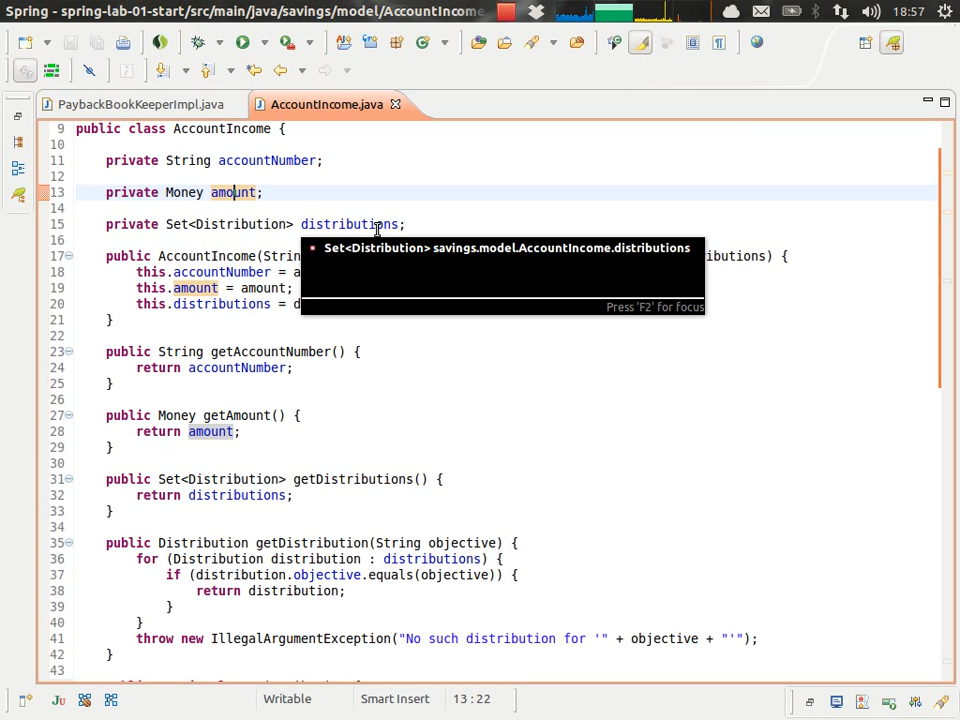 Spring - spring-lab-01-start/src/main/java/savings/model/AccountIncome 18:57
PaybackBookKeeperImpl.java AccountIncome.java
9 public class AccountIncome {
10
11 private String accountNumber;
12
13 private Money amount;
14
15 private Set<Distribution> distributions;
16
Set<Distribution> savings.model.AccountIncome.distributions
17 public AccountIncome(Strin ributions) {
18 this.accountNumber = a
19 this.amount = amount;
20 this.distributions = d
Press 'F2' for focus
21 }
22
23 public String getAccountNumber() {
24 return accountNumber;
25 }
26
27 public Money getAmount() {
28 return amount;
29 }
30
31 public Set<Distribution> getDistributions() {
32 return distributions;
33 }
34
35 public Distribution getDistribution(String objective) {
36 for (Distribution distribution : distributions) {
37 if (distribution.objective.equals(objective)) {
38 return distribution;
39 }
40 }
41 throw new IllegalArgumentException("No such distribution for '" + objective + "'");
42 }
43
Writable Smart Insert 13:22